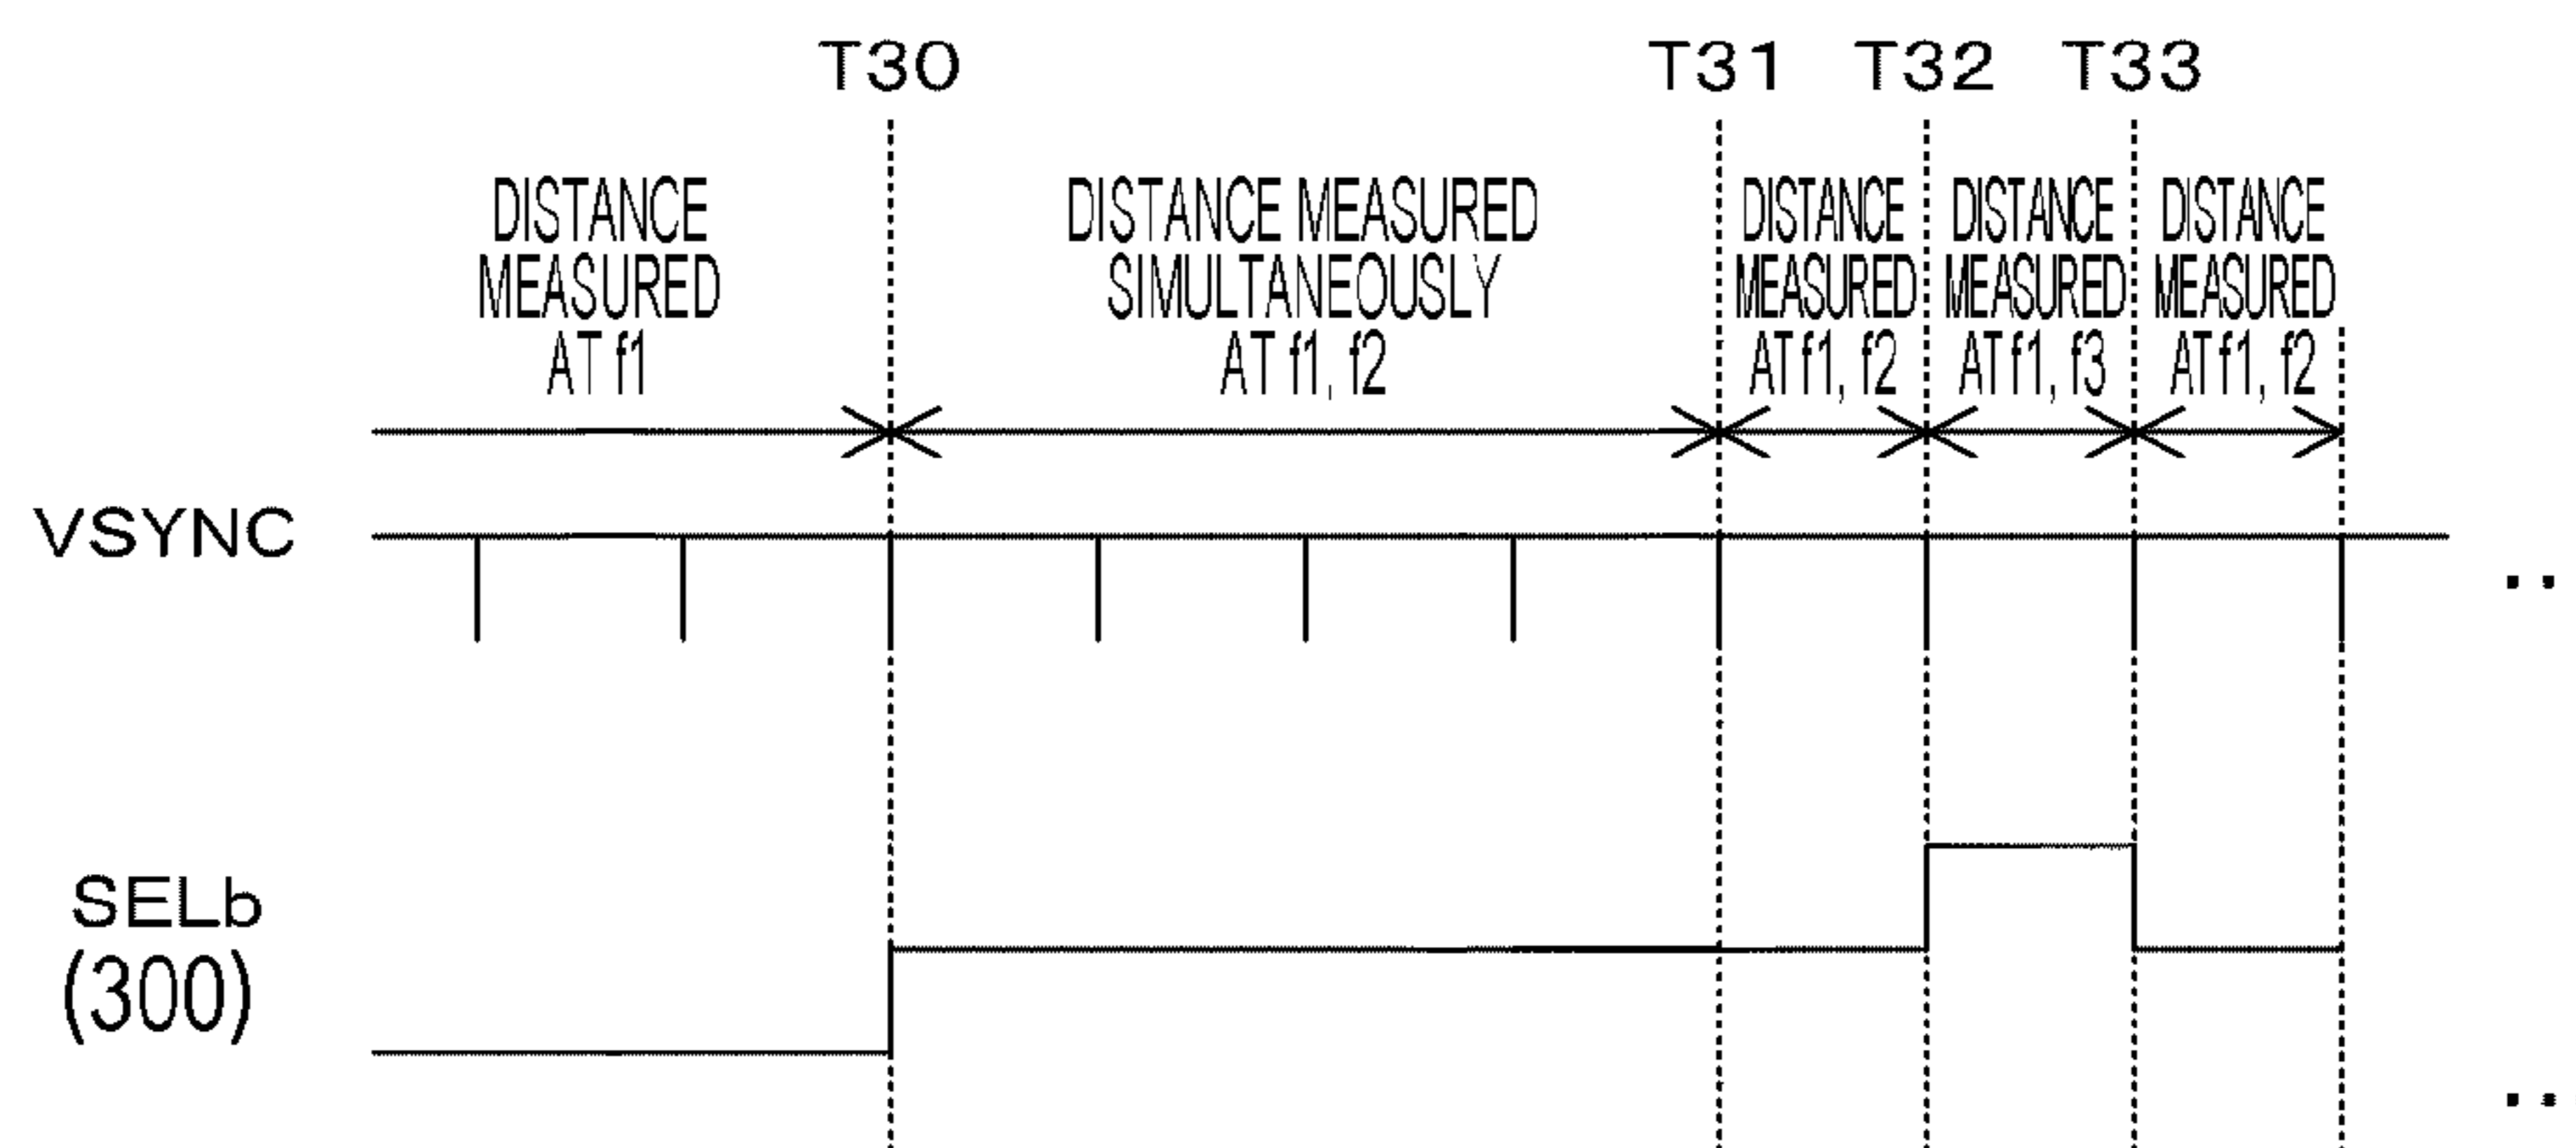 T30 T31 T32 T33
DISTANCE
MEASURED
AT f1
DISTANCE MEASURED
SIMULTANEOUSLY
AT f1, f2
DISTANCE
MEASURED
AT f1, f2
DISTANCE
MEASURED
AT f1, f3
DISTANCE
MEASURED
AT f1, f2
VSYNC
SELb
(300)